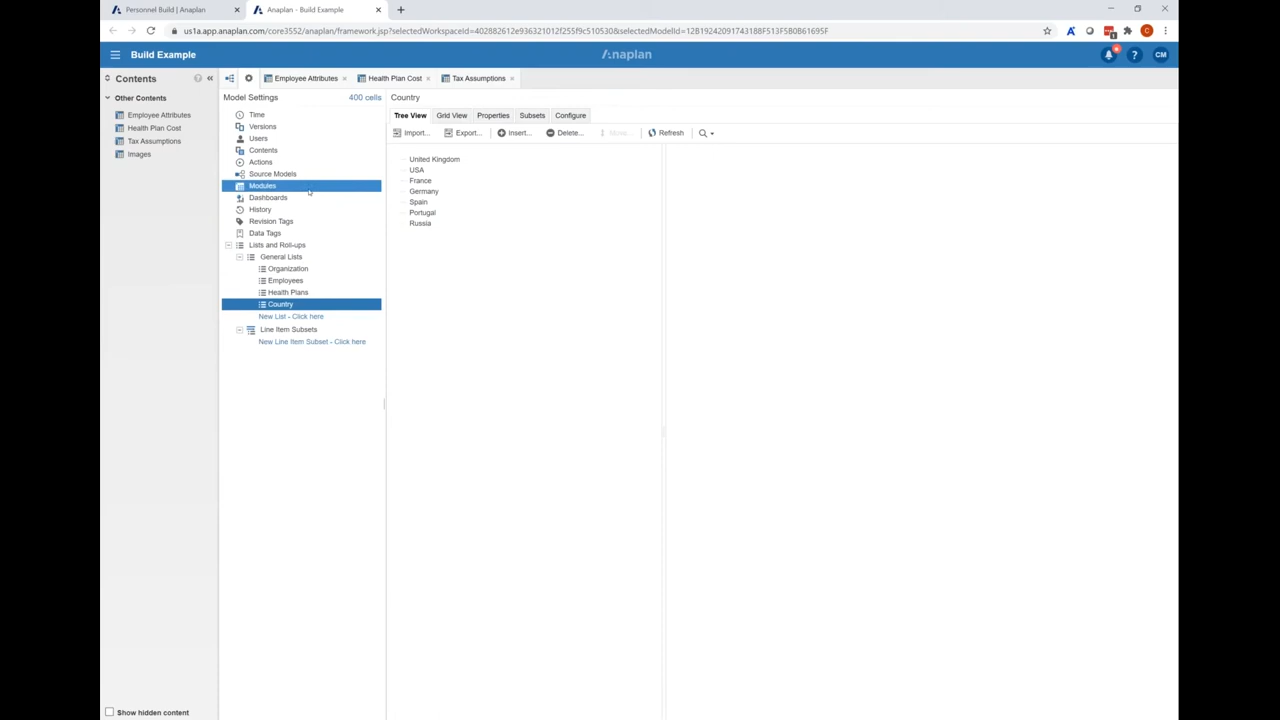 Personnel Build | Anaplan
Anaplan - Build Example
us1a.app.anaplan.com/core3552/anaplan/framework.jsp?selectedWorkspaceId=402882612e936321012f255f9c510530&selectedModelId=12B19242091743188F513F5B0B61695F
Build Example
Anaplan
CM
Contents
Other Contents
Employee Attributes
Health Plan Cost
Tax Assumptions
Images
Show hidden content
Employee Attributes
Health Plan Cost
Tax Assumptions
Model Settings
400 cells
Time
Versions
Users
Contents
Actions
Source Models
Modules
Dashboards
History
Revision Tags
Data Tags
Lists and Roll-ups
General Lists
Organization
Employees
Health Plans
Country
New List - Click here
Line Item Subsets
New Line Item Subset - Click here
Country
Tree View Grid View Properties Subsets Configure
Import... Export... Insert... Delete... Move... Refresh
United Kingdom
USA
France
Germany
Spain
Portugal
Russia